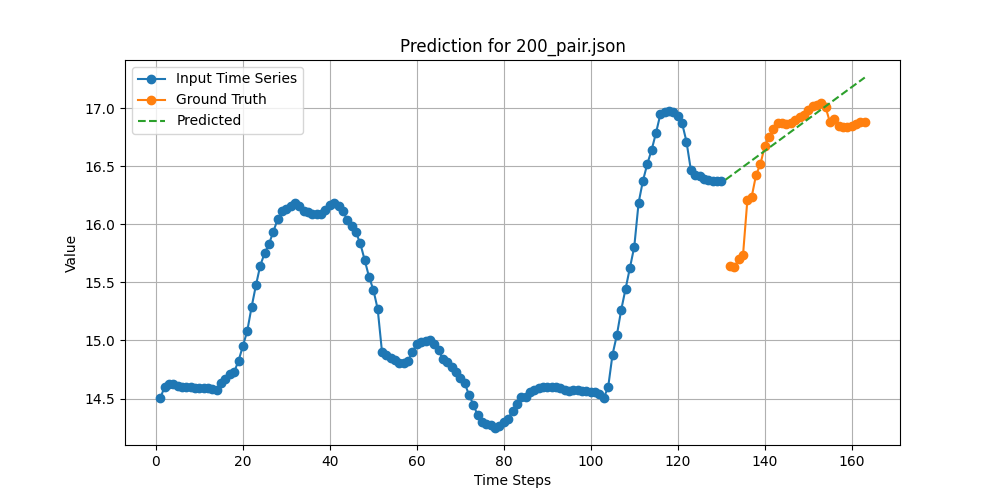 Prediction for 200_pair.json
Input Time Series
Ground Truth
Predicted
17.0
16.5
16.0
15.5
15.0
14.5
Value
0 20 40 60 80 100 120 140 160
Time Steps